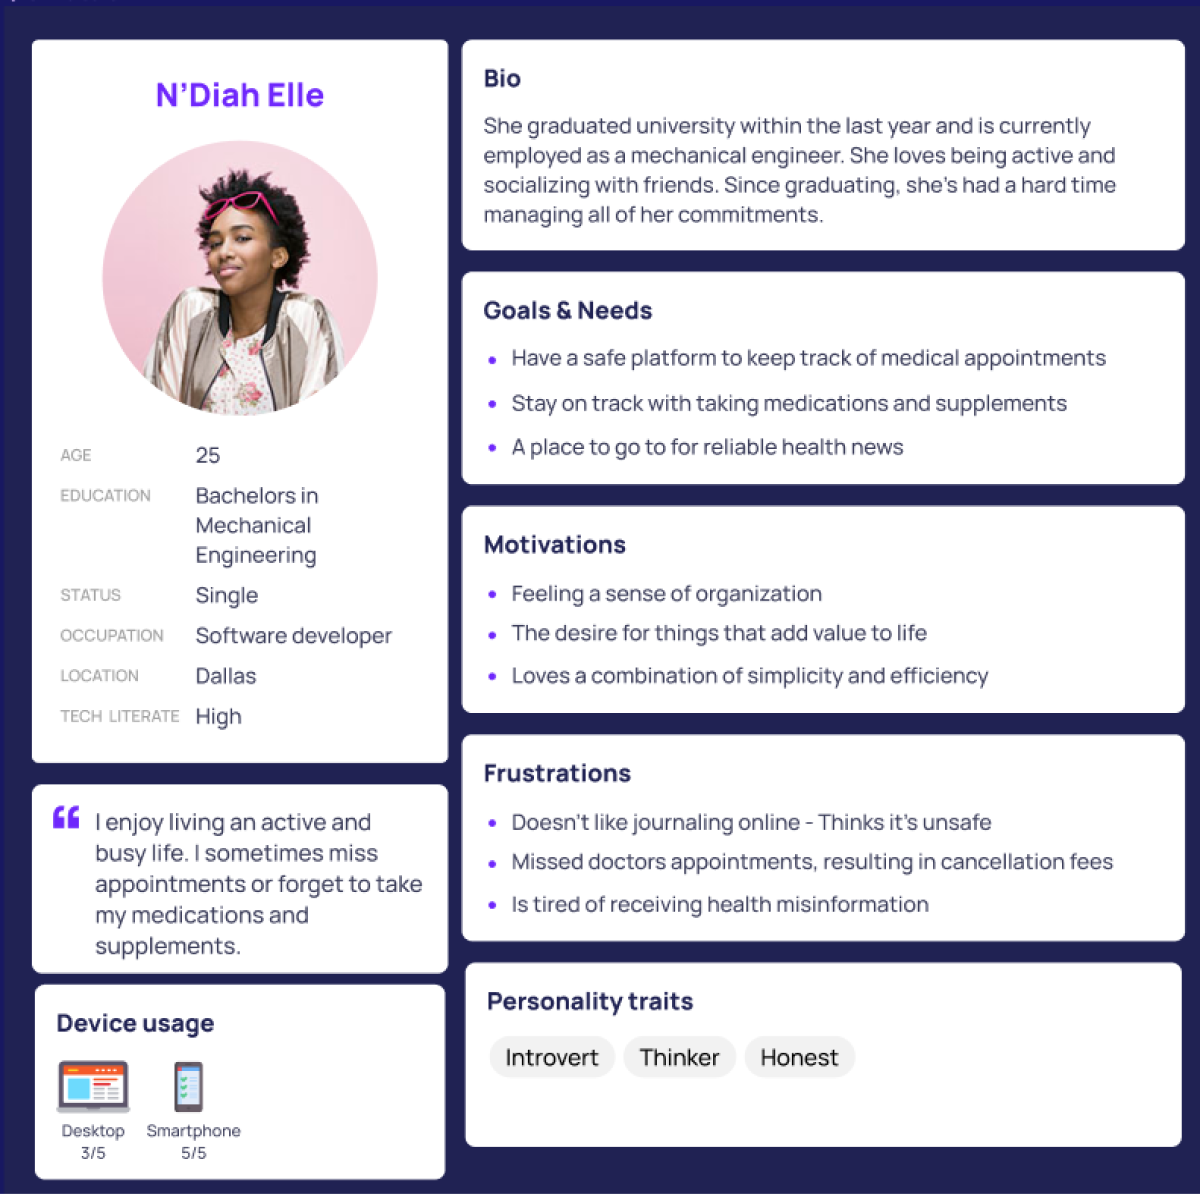 N’Diah Elle
AGE 25
EDUCATION Bachelors in
Mechanical
Engineering
STATUS Single
OCCUPATION Software developer
LOCATION Dallas
TECH LITERATE High
“ I enjoy living an active and
busy life. I sometimes miss
appointments or forget to take
my medications and
supplements.
Device usage
Desktop
3/5
Smartphone
5/5
Bio
She graduated university within the last year and is currently
employed as a mechanical engineer. She loves being active and
socializing with friends. Since graduating, she’s had a hard time
managing all of her commitments.
Goals & Needs
• Have a safe platform to keep track of medical appointments
• Stay on track with taking medications and supplements
• A place to go to for reliable health news
Motivations
• Feeling a sense of organization
• The desire for things that add value to life
• Loves a combination of simplicity and efficiency
Frustrations
• Doesn’t like journaling online - Thinks it’s unsafe
• Missed doctors appointments, resulting in cancellation fees
• Is tired of receiving health misinformation
Personality traits
Introvert Thinker Honest